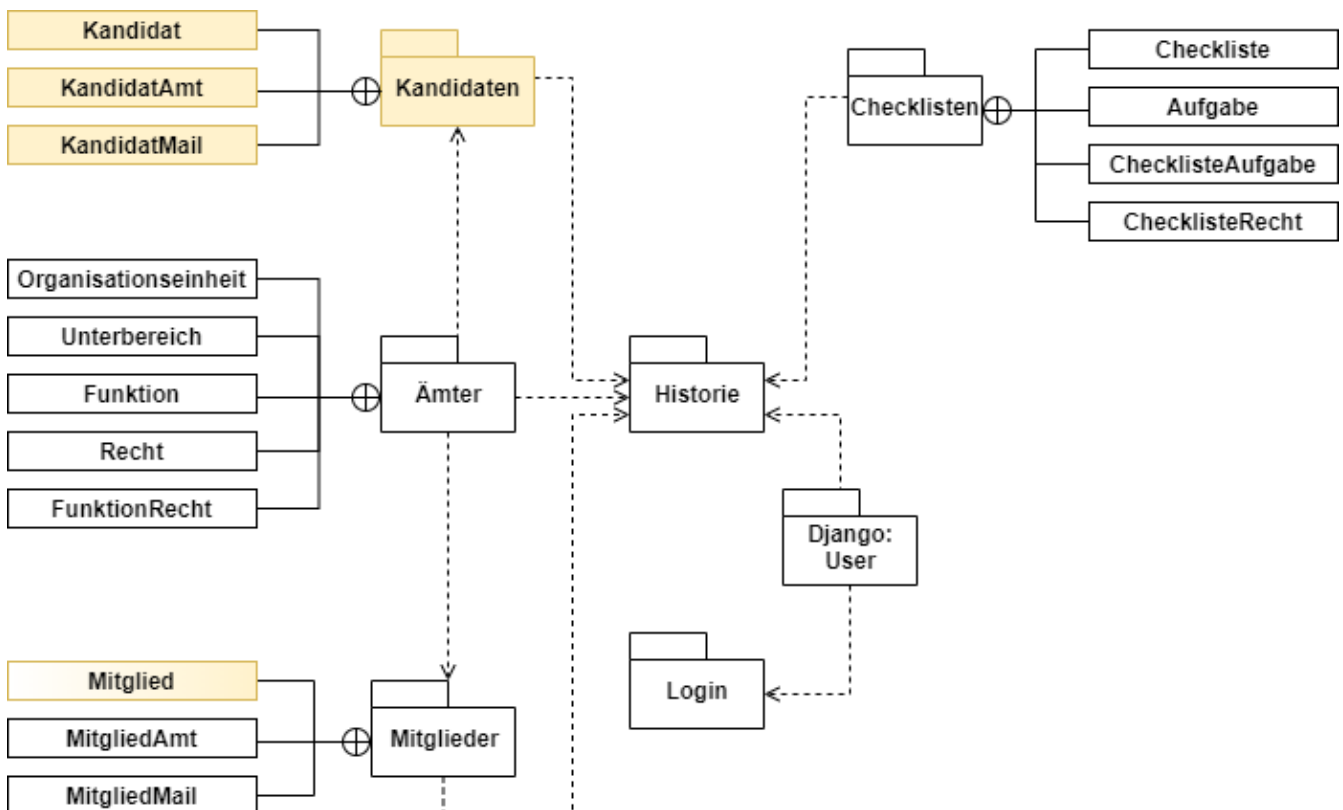 Kandidat
KandidatAmt
KandidatMail
Kandidaten
Checklisten
Checkliste
Aufgabe
ChecklisteAufgabe
ChecklisteRecht
Organisationseinheit
Unterbereich
Funktion
Recht
FunktionRecht
Ämter
Historie
Django:
User
Login
Mitglied
MitgliedAmt
MitgliedMail
Mitglieder